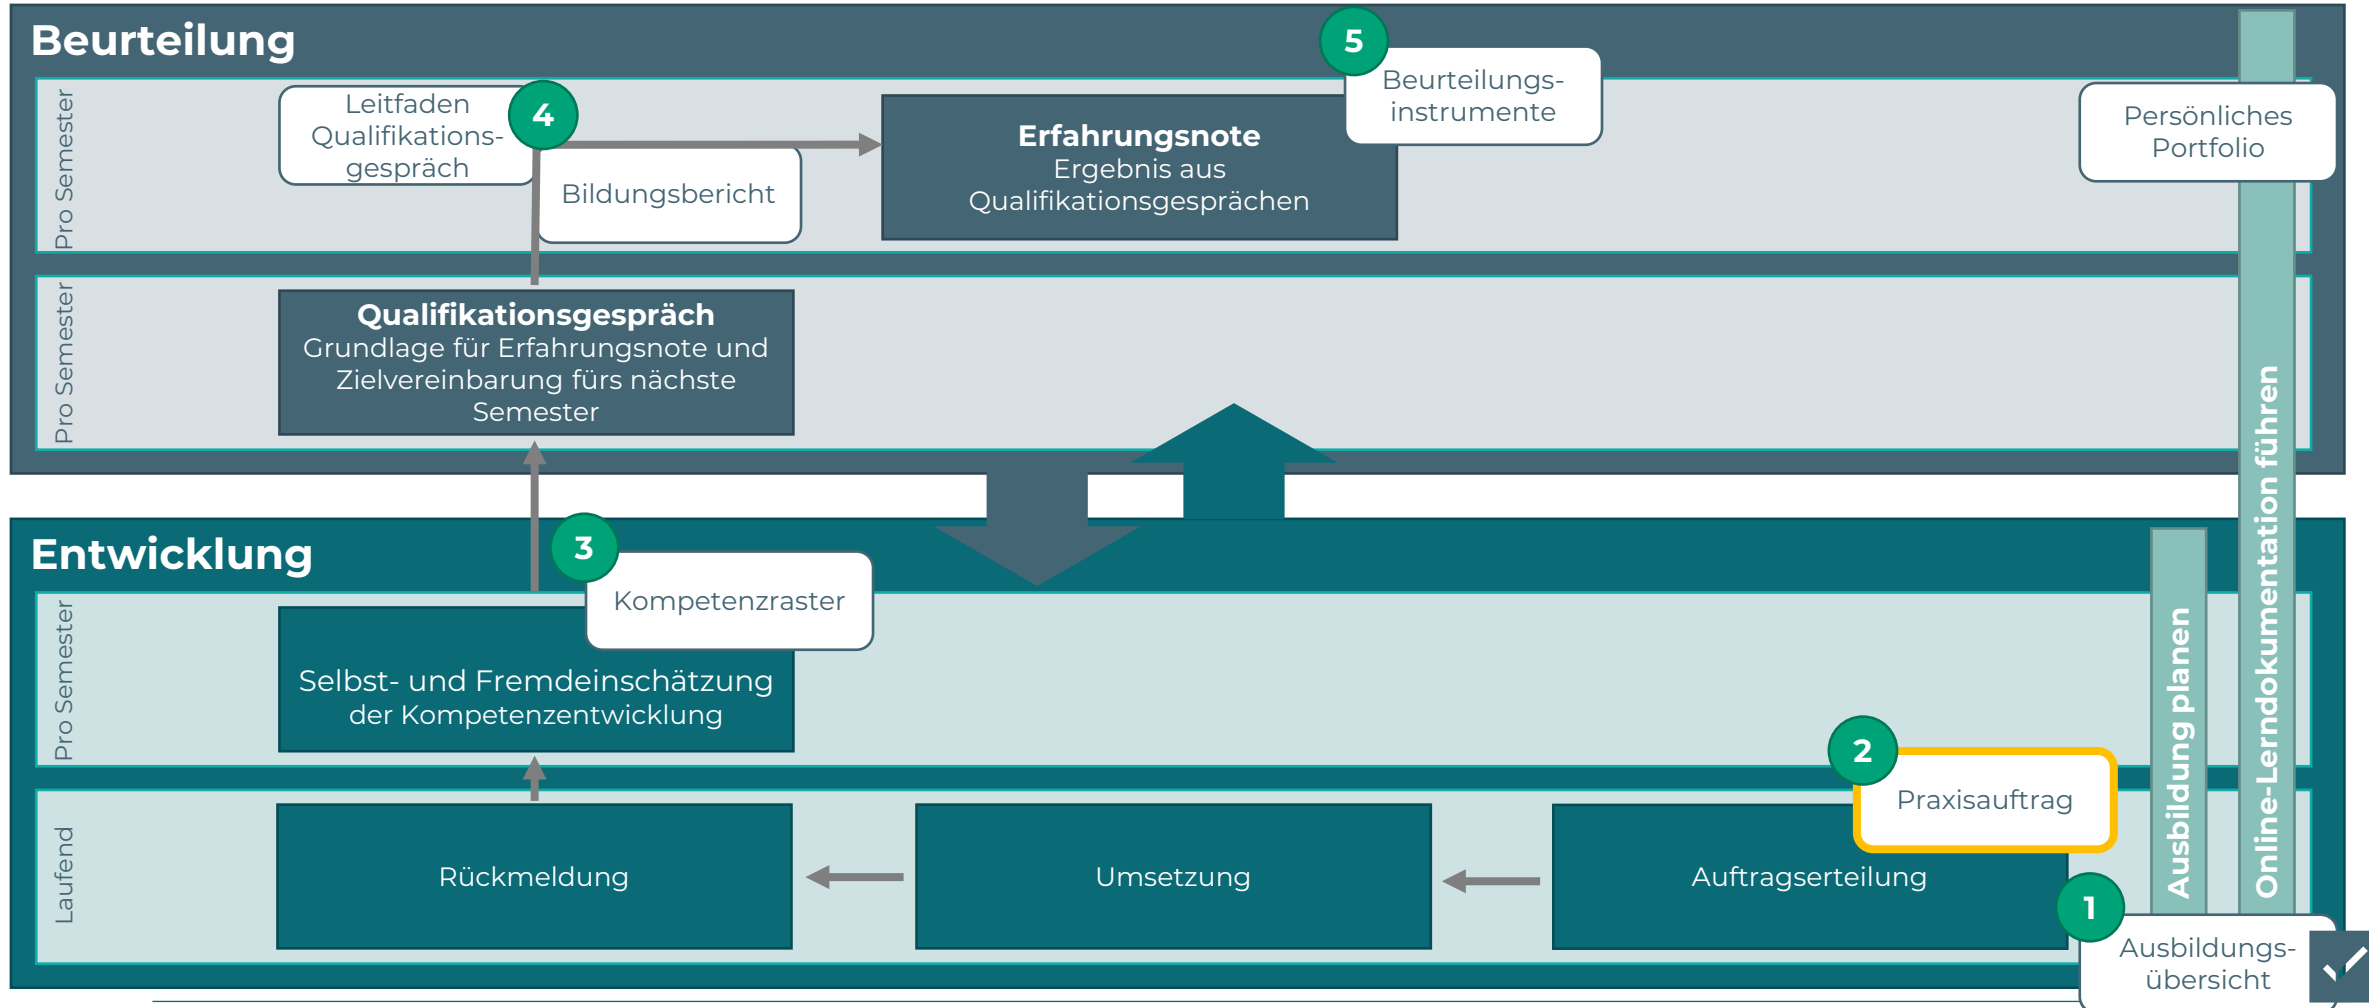 Beurteilung
Pro Semester
Leitfaden
Qualifikations-
gespräch
4
Bildungsbericht
Erfahrungsnote
Ergebnis aus
Qualifikationsgesprächen
5
Beurteilungs-
instrumente
Persönliches
Portfolio
Pro Semester
Qualifikationsgespräch
Grundlage für Erfahrungsnote und
Zielvereinbarung fürs nächste
Semester
Entwicklung
Pro Semester
3
Kompetenzraster
Selbst- und Fremdeinschätzung
der Kompetenzentwicklung
Laufend
Rückmeldung
Umsetzung
Auftragserteilung
2
Praxisauftrag
1
Ausbildungs-
übersicht
Ausbildung planen
Online-Lerndokumentation führen